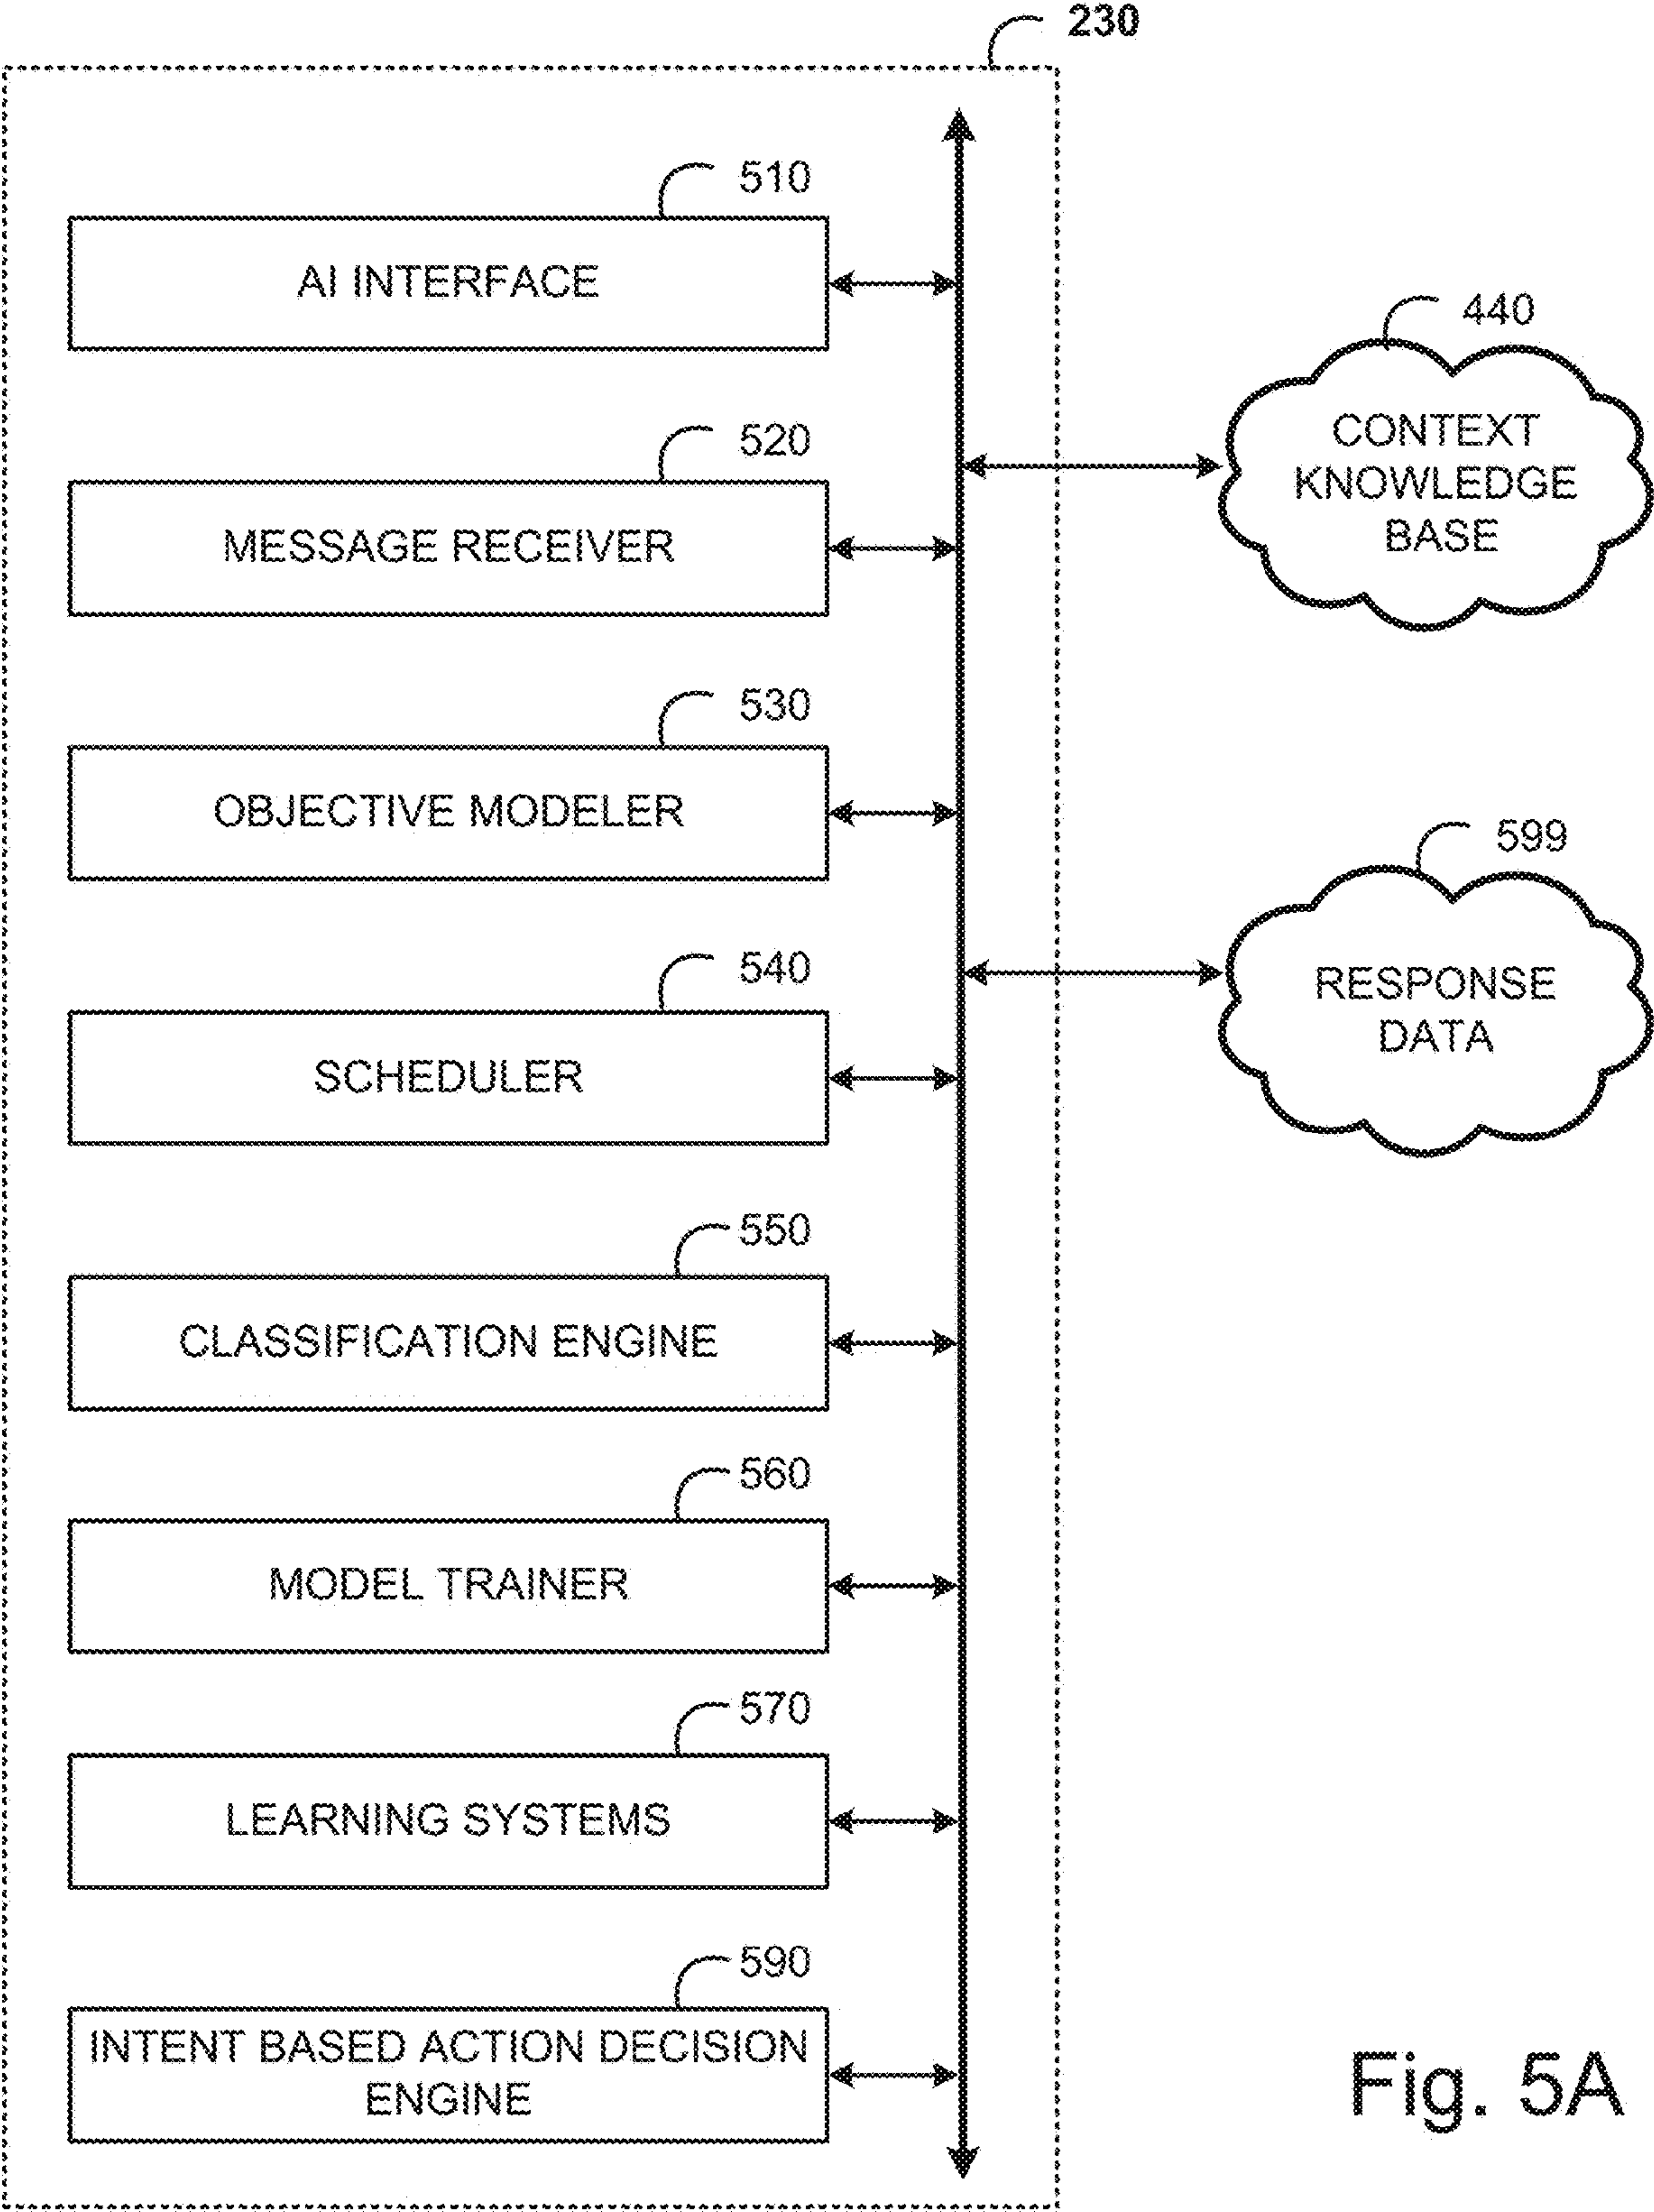 230
510
AI INTERFACE
440
CONTEXT
KNOWLEDGE
BASE
520
MESSAGE RECEIVER
530
OBJECTIVE MODELER
599
RESPONSE
DATA
540
SCHEDULER
550
CLASSIFICATION ENGINE
560
MODEL TRAINER
570
LEARNING SYSTEMS
590
INTENT BASED ACTION DECISION
ENGINE
Fig. 5A